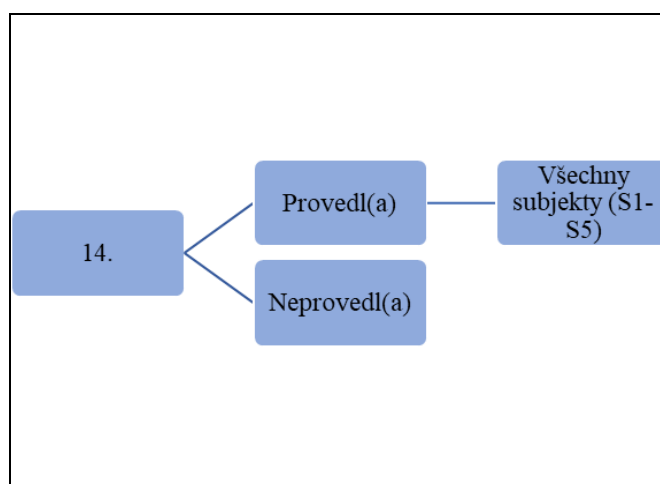 14.
Provedl(a)
Všechny
subjekty (S1-
S5)
Neprovedl(a)